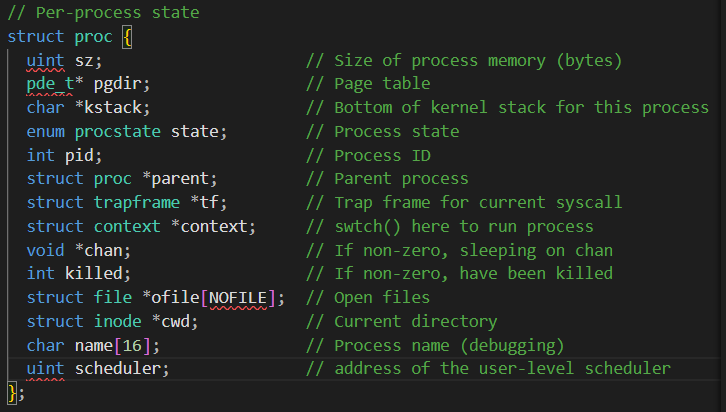 // Per-process state
struct proc {
  uint sz;                     // Size of process memory (bytes)
  pde_t* pgdir;                // Page table
  char *kstack;                // Bottom of kernel stack for this process
  enum procstate state;        // Process state
  int pid;                     // Process ID
  struct proc *parent;         // Parent process
  struct trapframe *tf;        // Trap frame for current syscall
  struct context *context;     // swtch() here to run process
  void *chan;                  // If non-zero, sleeping on chan
  int killed;                  // If non-zero, have been killed
  struct file *ofile[NOFILE];  // Open files
  struct inode *cwd;           // Current directory
  char name[16];               // Process name (debugging)
  uint scheduler;              // address of the user-level scheduler
};